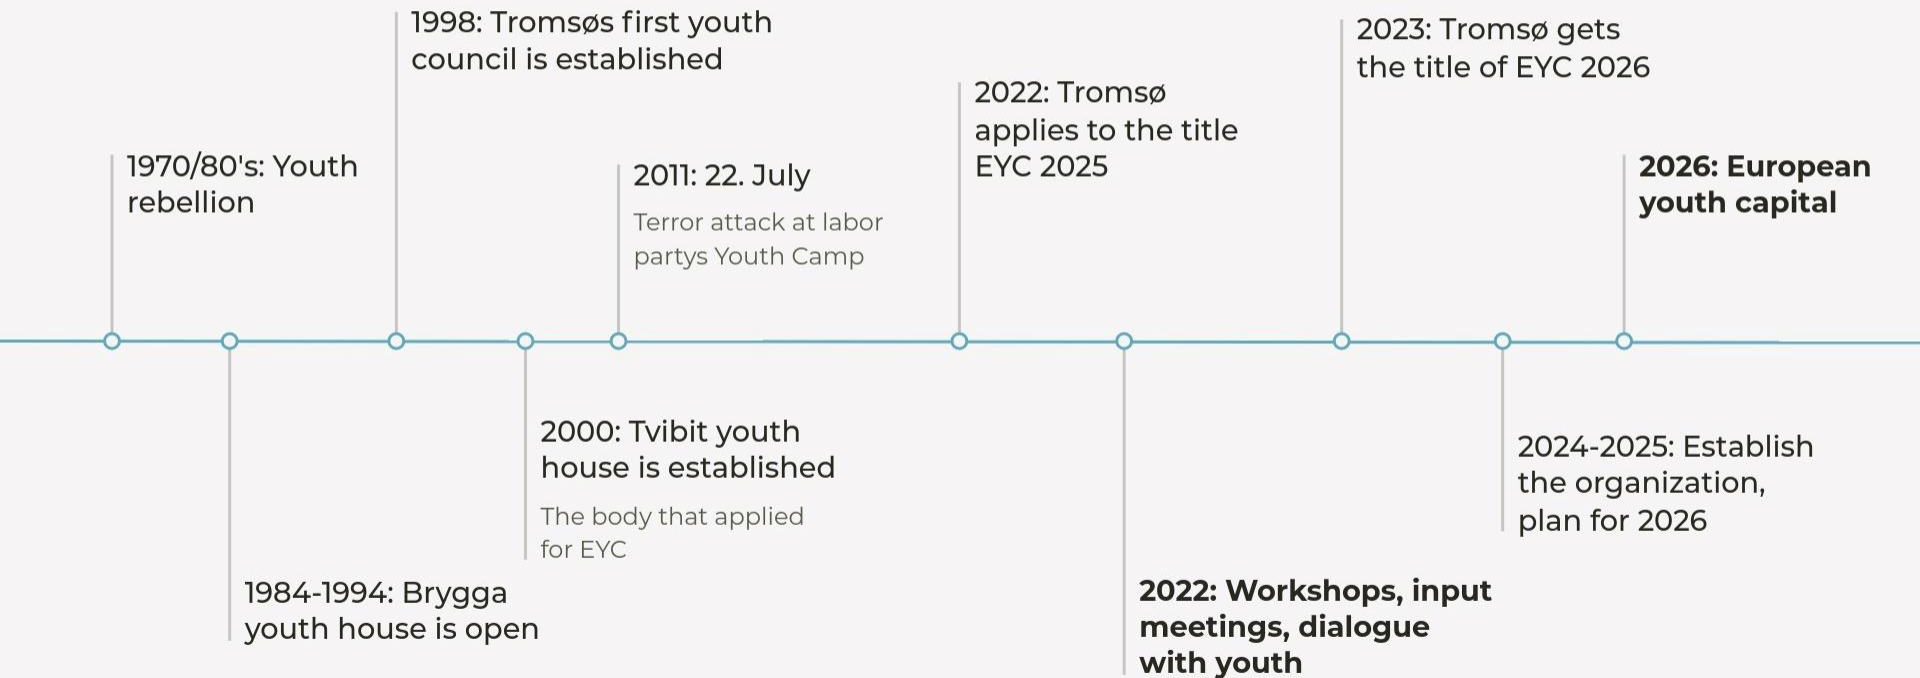 1970/80's: Youth
rebellion
1984-1994: Brygga
youth house is open
1998: Tromsøs first youth
council is established
2000: Tvibit youth
house is established
The body that applied
for EYC
2011: 22. July
Terror attack at labor
partys Youth Camp
2022: Tromsø
applies to the title
EYC 2025
2022: Workshops, input
meetings, dialogue
with youth
2023: Tromsø gets
the title of EYC 2026
2024-2025: Establish
the organization,
plan for 2026
2026: European
youth capital